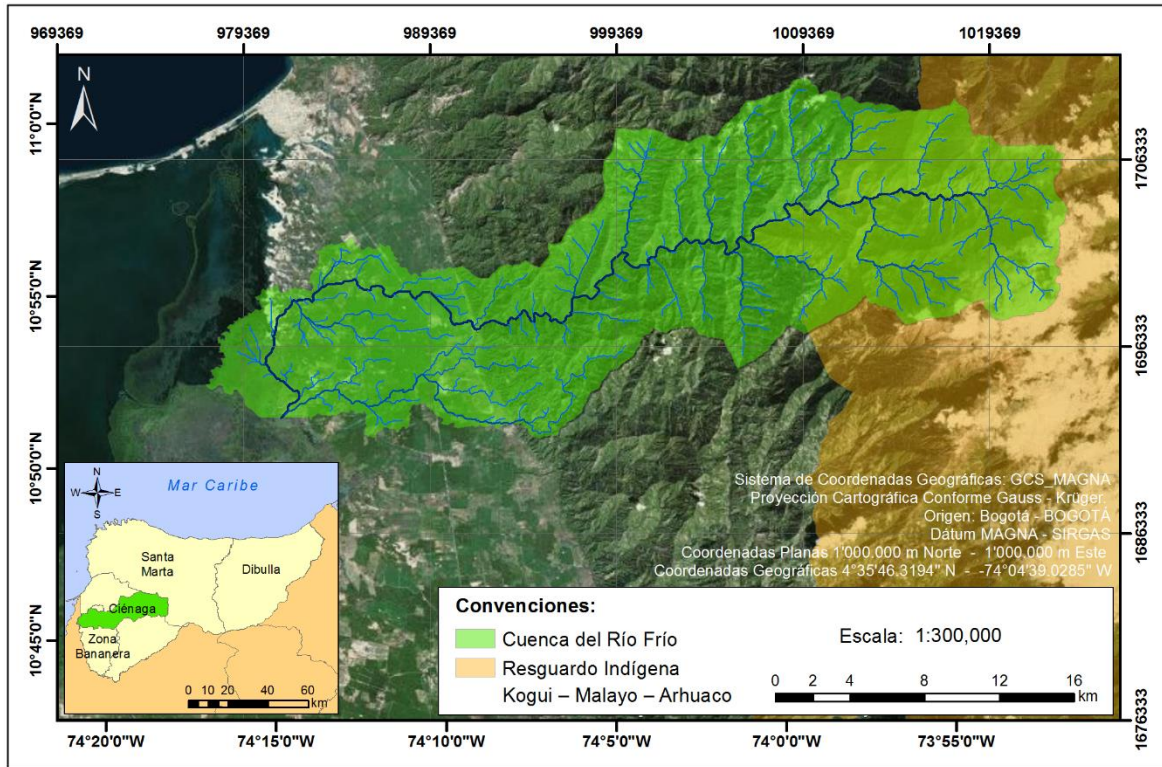 969369 979369 989369 999369 1009369 1019369
N
11°0'0"N
10°55'0"N
10°50'0"N
10°45'0"N
1706333
1696333
1686333
1676333
Sistema de Coordenadas Geográficas: GCS_MAGNA
Proyección Cartográfica Conforme Gauss - Krüger.
Origen: Bogotá - BOGOTÁ
Dátum MAGNA - SIRGAS
Coordenadas Planas 1'000.000 m Norte - 1'000.000 m Este
Coordenadas Geográficas 4°35'46.3194" N - -74°04'39.0285" W
N
W E
S
Mar Caribe
Santa
Marta
Dibulla
Ciénaga
Zona
Bananera
0 10 20 40 60
km
Convenciones:
Cuenca del Río Frío
Resguardo Indígena
Kogui – Malayo – Arhuaco
Escala: 1:300,000
0 2 4 8 12 16
km
74°20'0"W 74°15'0"W 74°10'0"W 74°5'0"W 74°0'0"W 73°55'0"W